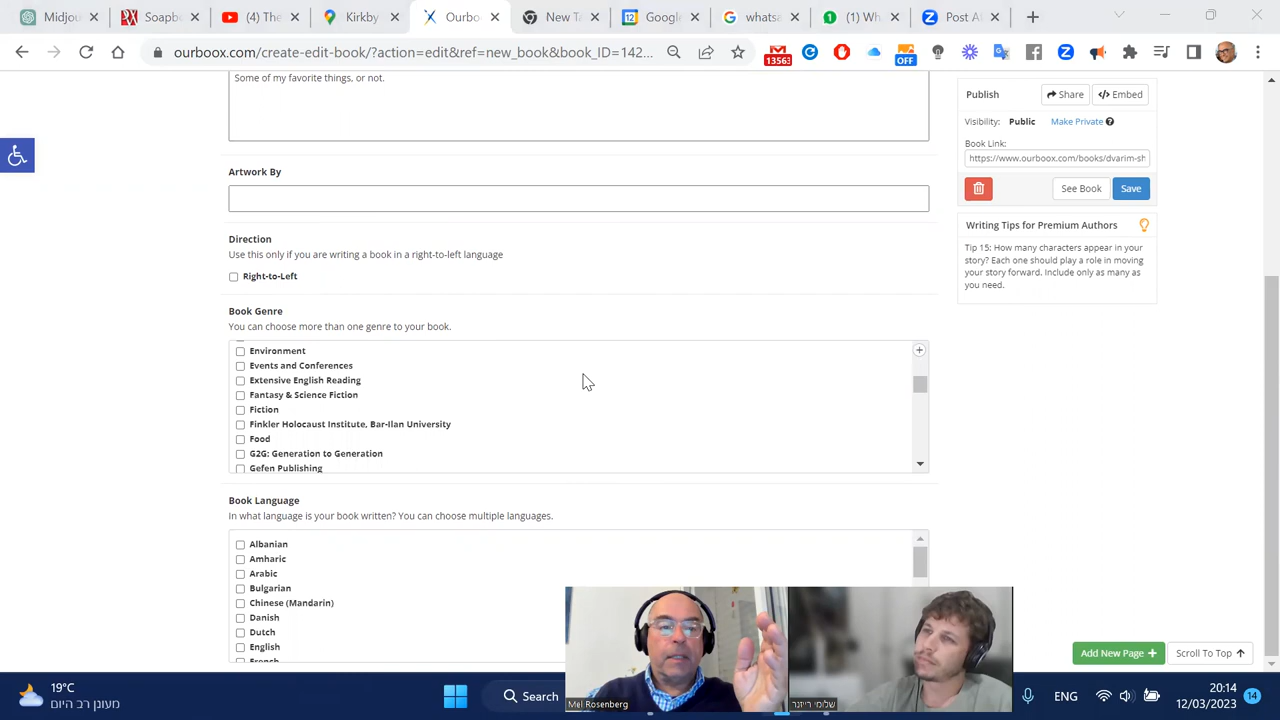 Midjo
Soapb
(4) The
Kirkby
Ourbo
New Ta
Google
whatsa
(1) Wh
Post At
ourboox.com/create-edit-book/?action=edit&ref=new_book&book_ID=142...
13563
OFF
Some of my favorite things, or not.
Publish
Share
Embed
Visibility: Public Make Private
Book Link:
https://www.ourboox.com/books/dvarim-sh
See Book
Save
Writing Tips for Premium Authors
Tip 15: How many characters appear in your
story? Each one should play a role in moving
your story forward. Include only as many as
you need.
Artwork By
Direction
Use this only if you are writing a book in a right-to-left language
Right-to-Left
Book Genre
You can choose more than one genre to your book.
Environment
Events and Conferences
Extensive English Reading
Fantasy & Science Fiction
Fiction
Finkler Holocaust Institute, Bar-Ilan University
Food
G2G: Generation to Generation
Gefen Publishing
Book Language
In what language is your book written? You can choose multiple languages.
Albanian
Amharic
Arabic
Bulgarian
Chinese (Mandarin)
Danish
Dutch
English
French
Mel Rosenberg
שלומי רייזנר
Add New Page +
Scroll To Top
19°C
מעונן רב היום
Search
ENG
20:14
12/03/2023
14